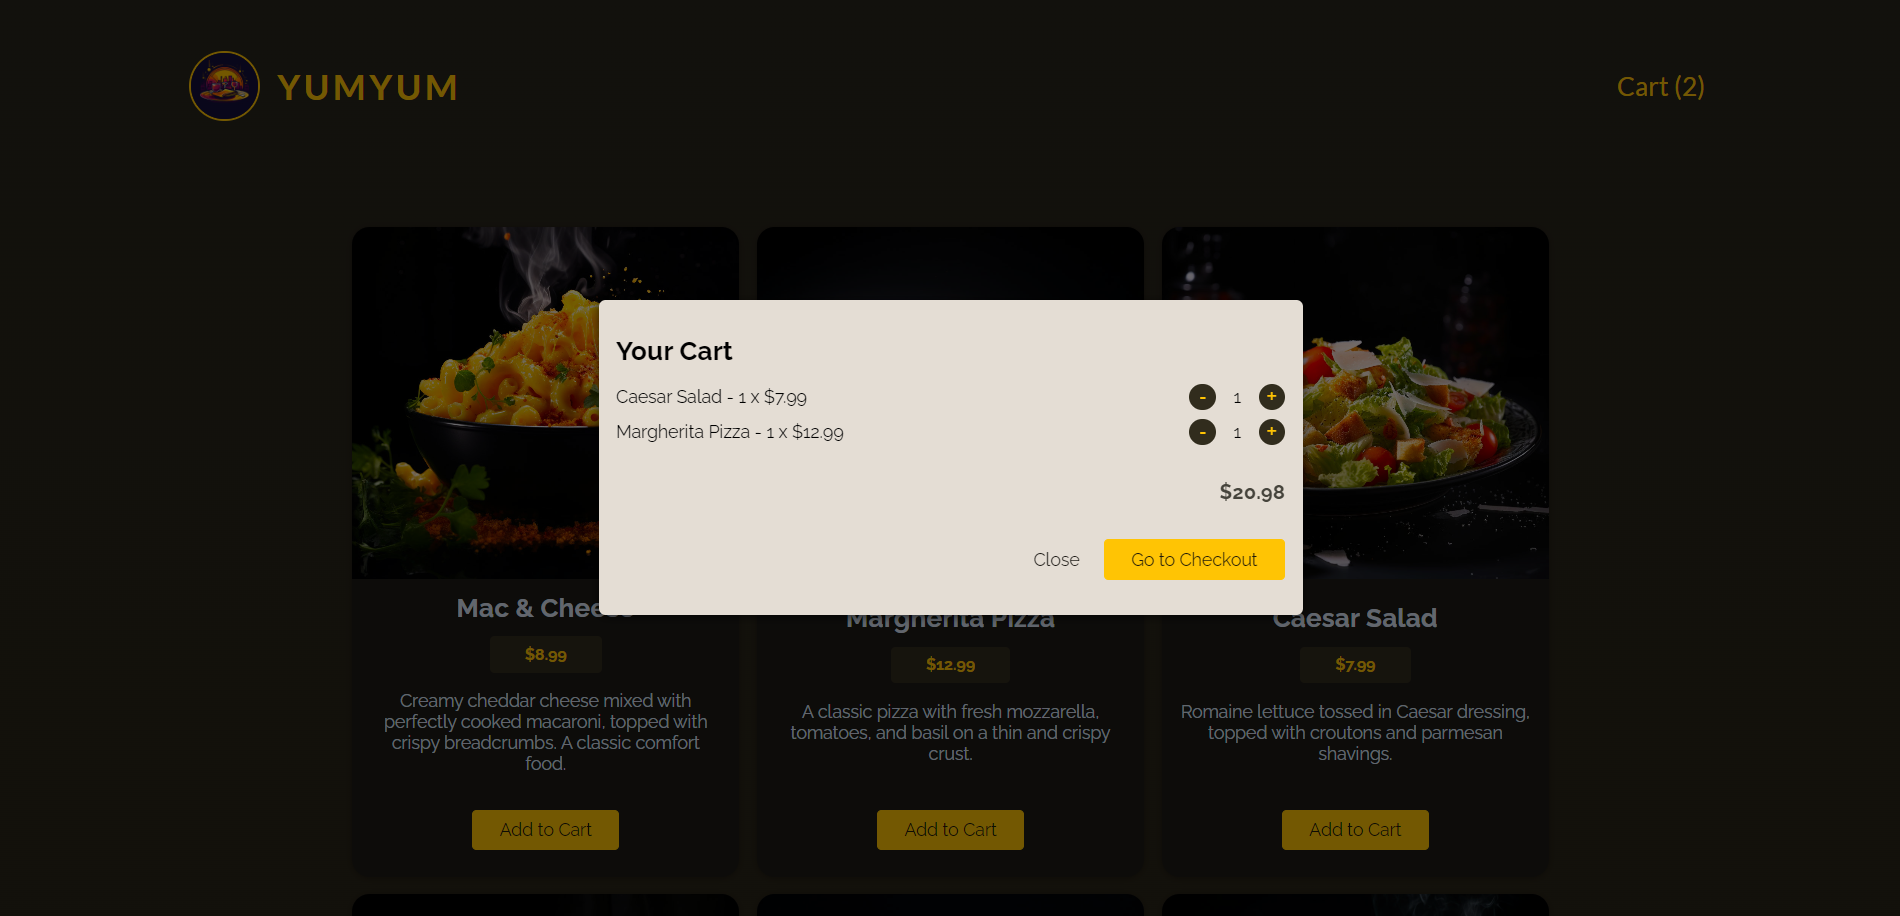 YUMYUM
Cart (2)
Your Cart
Caesar Salad - 1 x $7.99
- 1 +
Margherita Pizza - 1 x $12.99
- 1 +
$20.98
Close
Go to Checkout
Mac & Cheese
$8.99
Creamy cheddar cheese mixed with
perfectly cooked macaroni, topped with
crispy breadcrumbs. A classic comfort
food.
Add to Cart
Margherita Pizza
$12.99
A classic pizza with fresh mozzarella,
tomatoes, and basil on a thin and crispy
crust.
Add to Cart
Caesar Salad
$7.99
Romaine lettuce tossed in Caesar dressing,
topped with croutons and parmesan
shavings.
Add to Cart